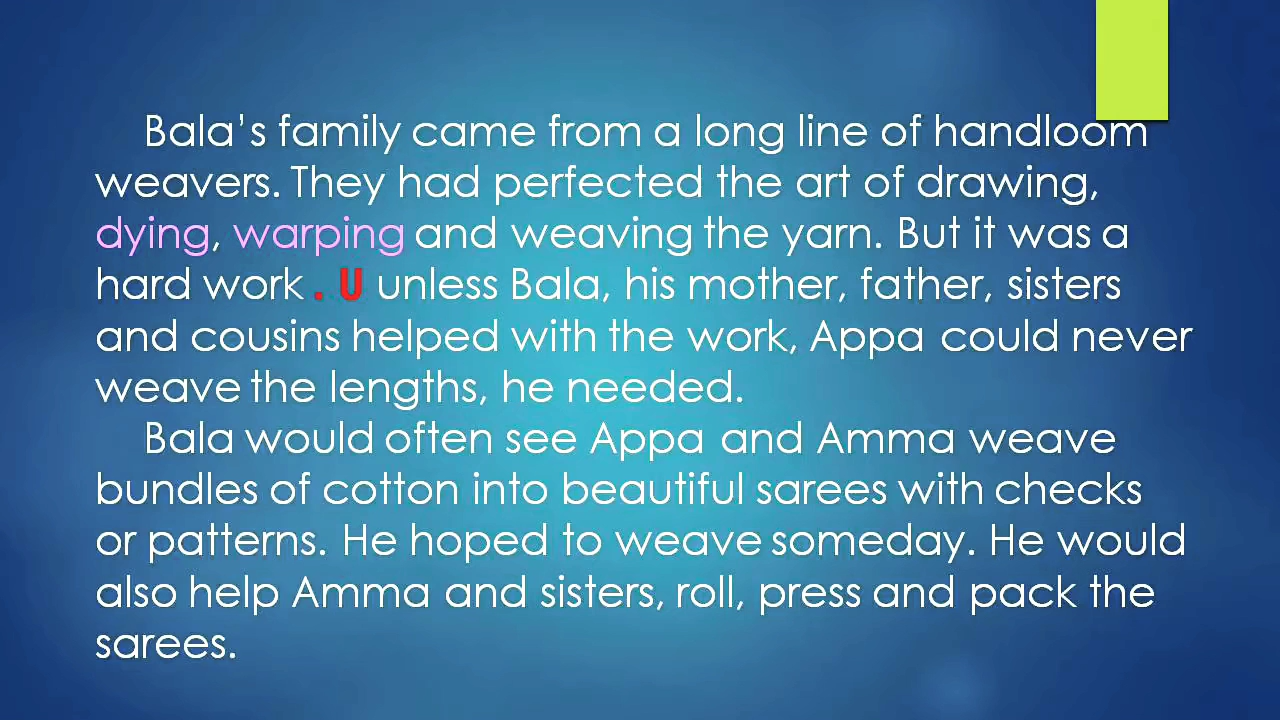 Bala's family came from a long line of handloom
weavers. They had perfected the art of drawing,
dying, warping and weaving the yarn. But it was a
hard work . U unless Bala, his mother, father, sisters
and cousins helped with the work, Appa could never
weave the lengths, he needed.
Bala would often see Appa and Amma weave
bundles of cotton into beautiful sarees with checks
or patterns. He hoped to weave someday. He would
also help Amma and sisters, roll, press and pack the
sarees.